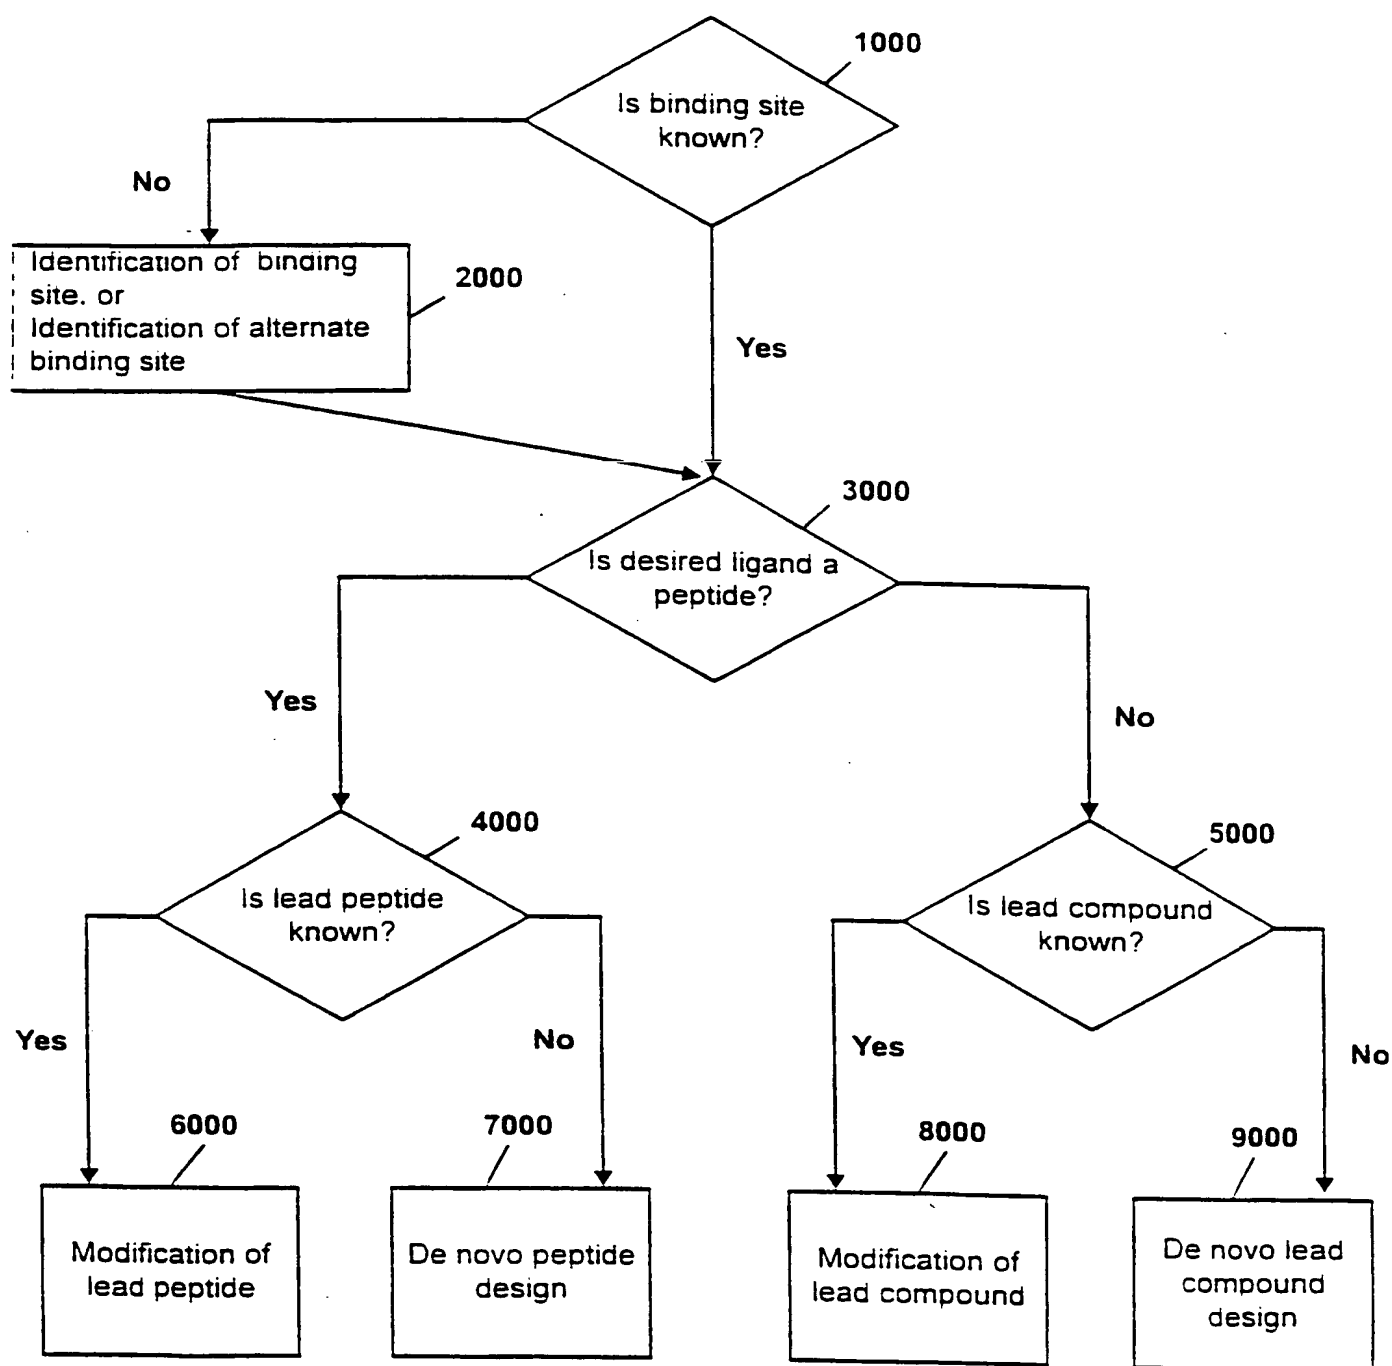 1000
Is binding site
known?
No
Identification of binding
site. or
Identification of alternate
binding site
2000
Yes
3000
Is desired ligand a
peptide?
Yes
No
4000
Is lead peptide
known?
5000
Is lead compound
known?
Yes
No
Yes
No
6000
7000
8000
9000
Modification of
lead peptide
De novo peptide
design
Modification of
lead compound
De novo lead
compound
design